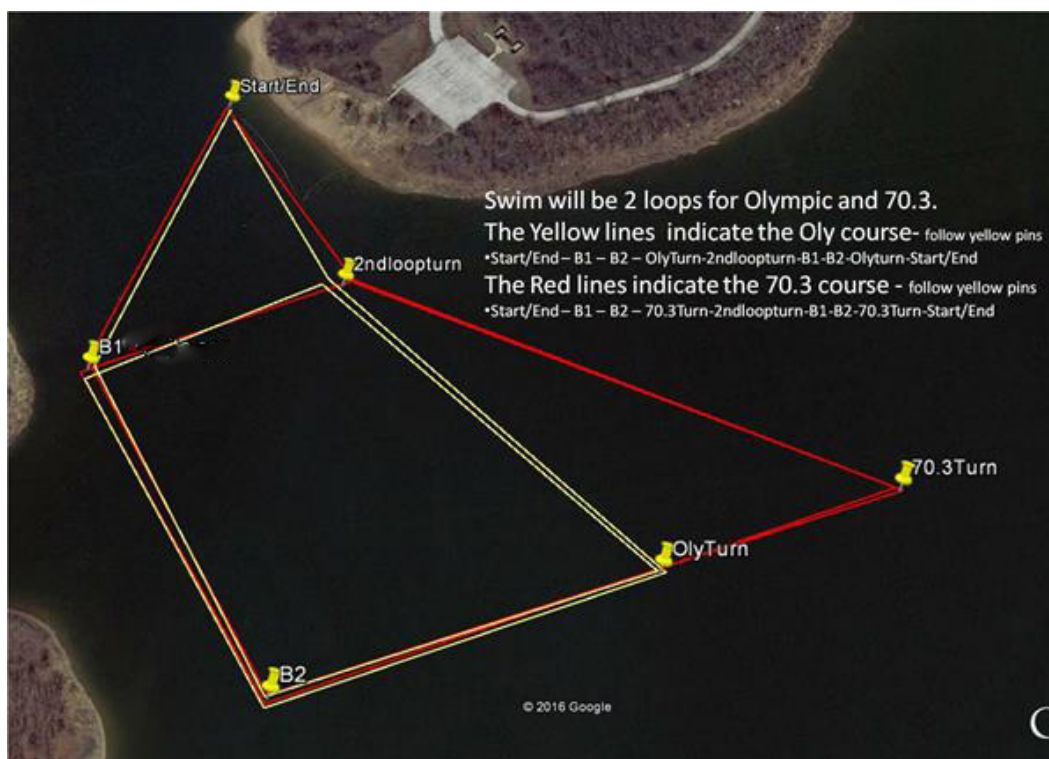 Start/End
Swim will be 2 loops for Olympic and 70.3.
The Yellow lines indicate the Oly course- follow yellow pins
•Start/End – B1 – B2 – OlyTurn-2ndloopturn-B1-B2-Olyturn-Start/End
2ndloopturn
The Red lines indicate the 70.3 course - follow yellow pins
•Start/End – B1 – B2 – 70.3Turn-2ndloopturn-B1-B2-70.3Turn-Start/End
B1
70.3Turn
OlyTurn
B2
© 2016 Google